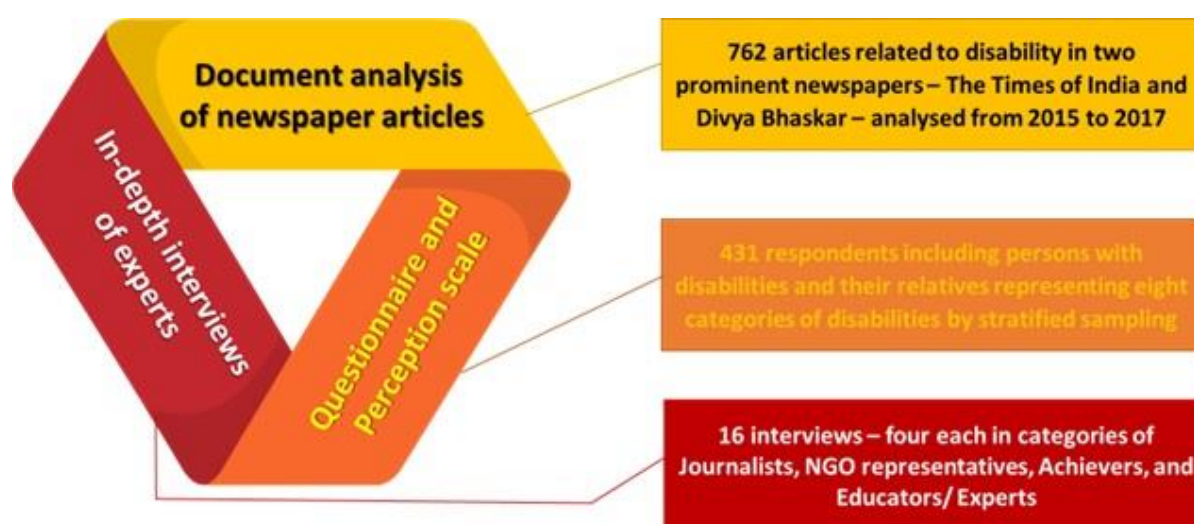 Document analysis
of newspaper articles
762 articles related to disability in two
prominent newspapers – The Times of India and
Divya Bhaskar – analysed from 2015 to 2017
In-depth interviews
of experts
Questionnaire and
Perception scale
431 respondents including persons with
disabilities and their relatives representing eight
categories of disabilities by stratified sampling
16 interviews – four each in categories of
Journalists, NGO representatives, Achievers, and
Educators/ Experts